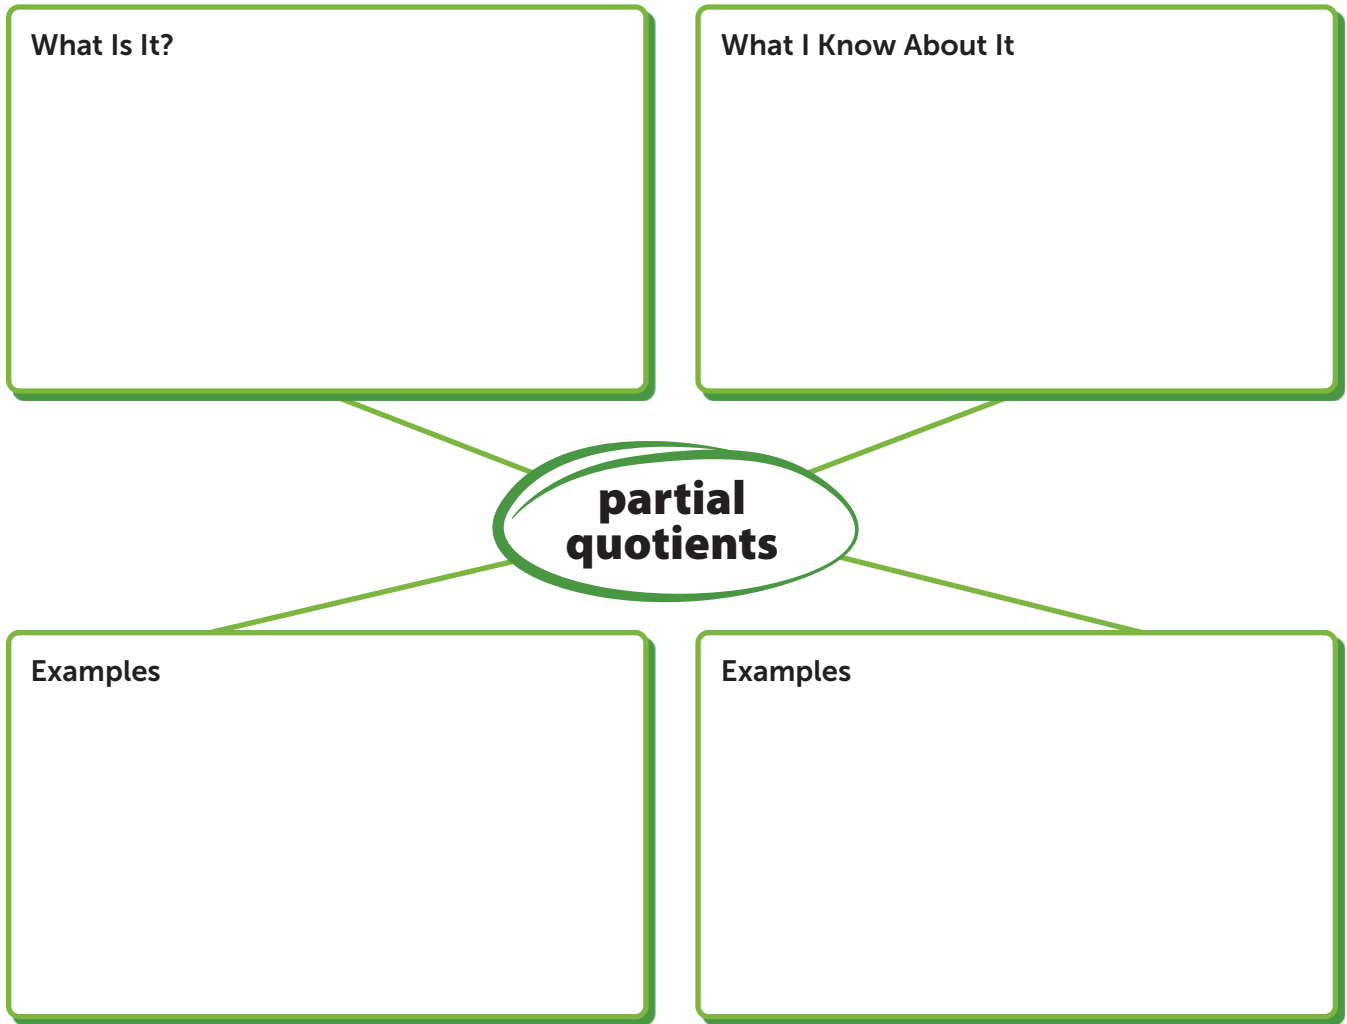 What Is It?
What I Know About It
partial
quotients
Examples
Examples